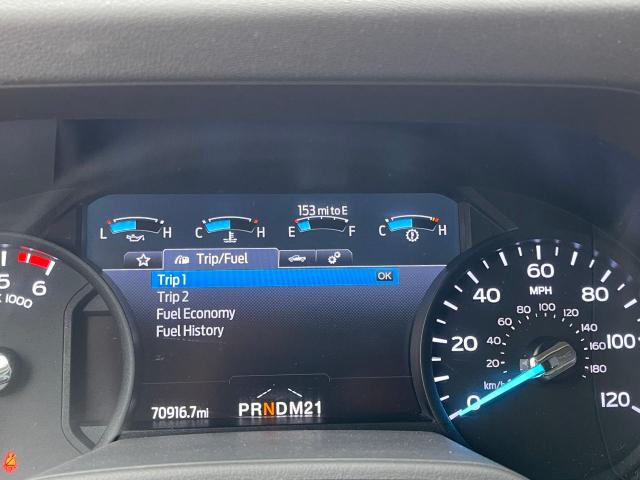 153 mi to E
L H C H E F C H
Trip/Fuel
Trip 1 OK
Trip 2
Fuel Economy
Fuel History
70916.7mi
PRNDM21
5 6
x 1000
0 20 40 60 80 100 120
MPH
20 40 60 80 100 120 140 160 180
km/h